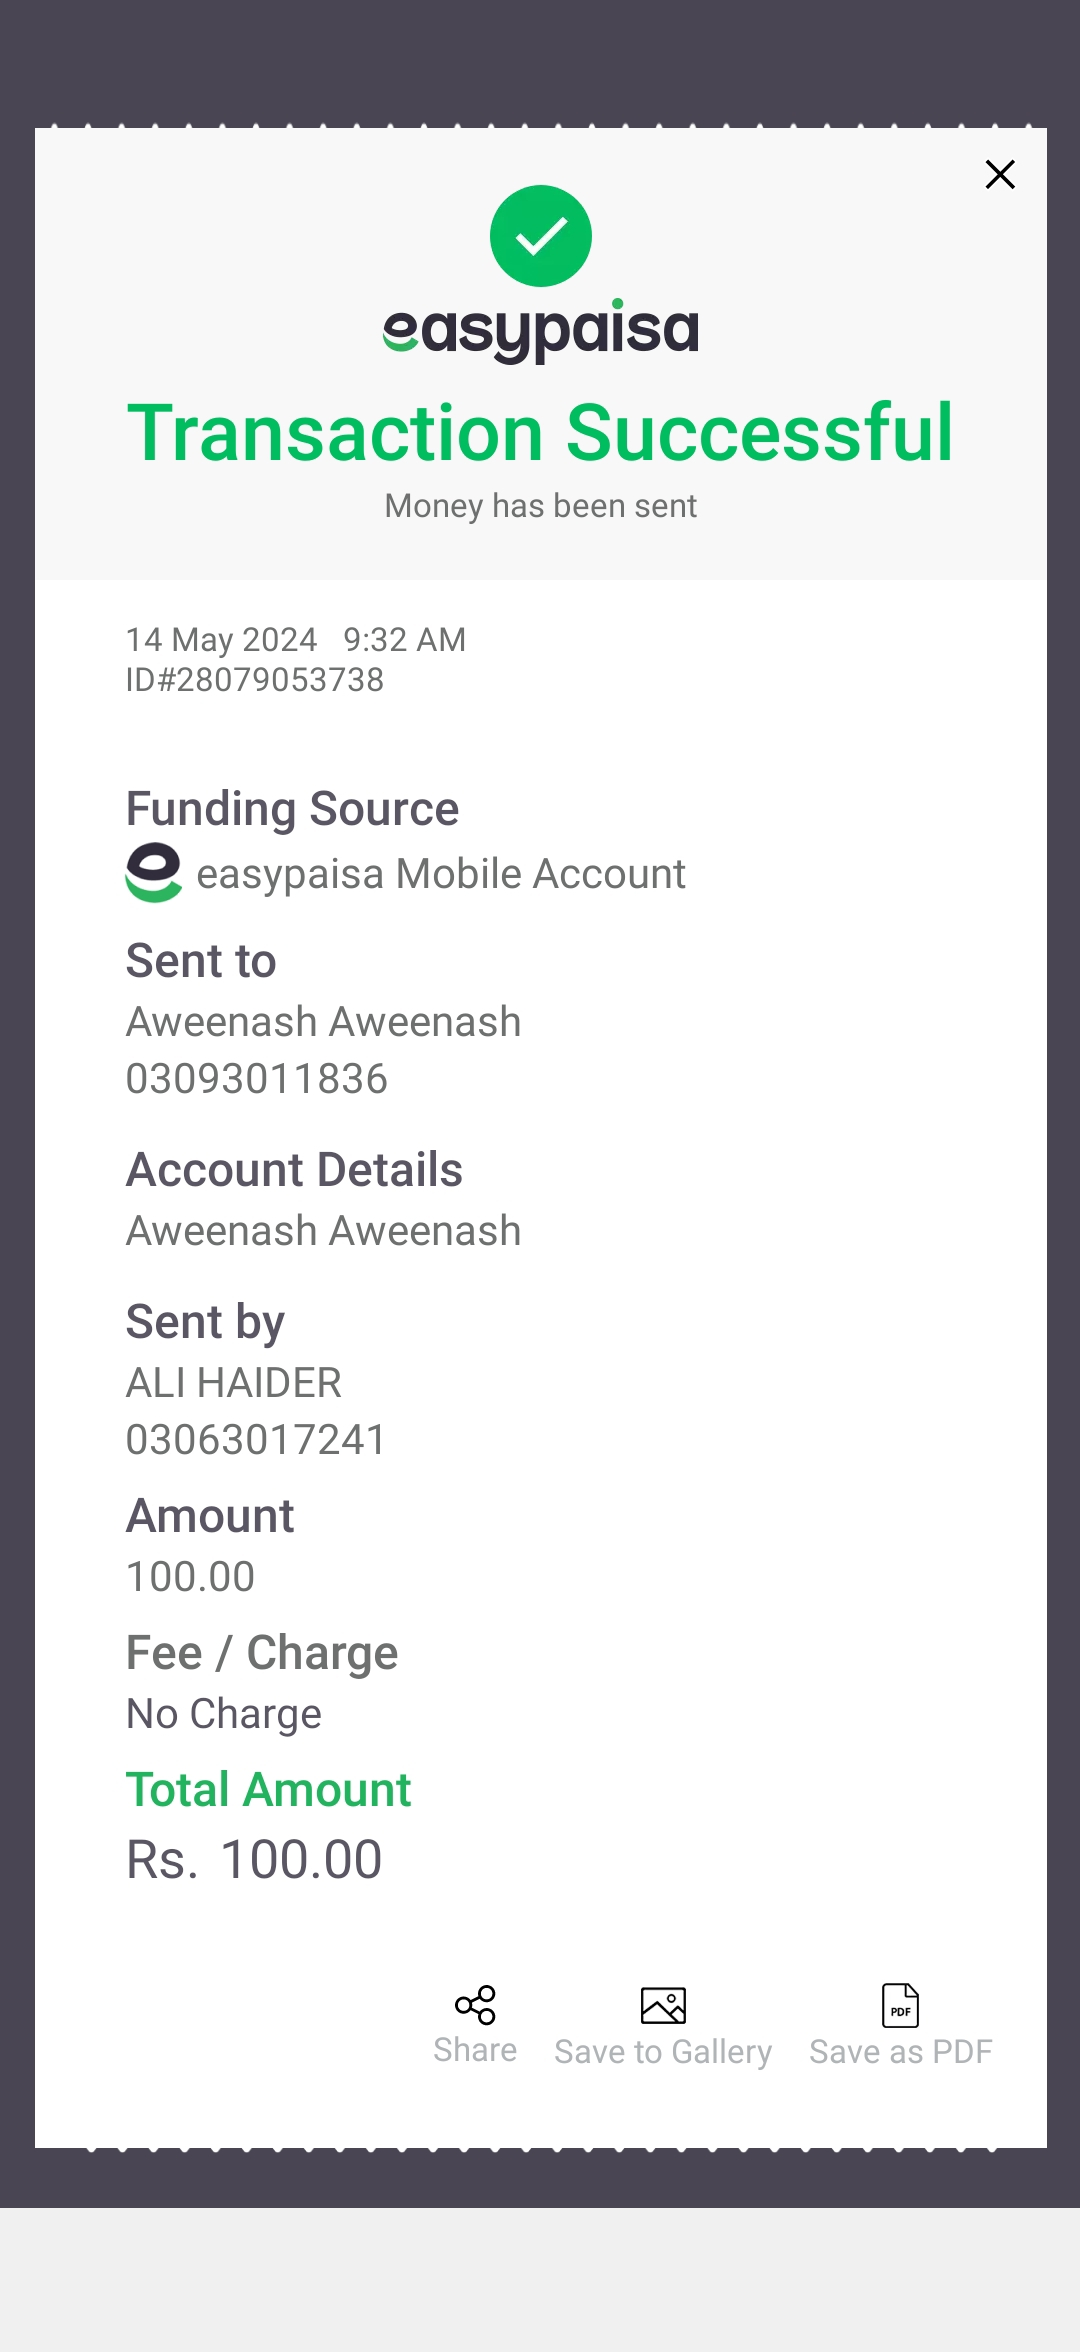 easypaisa
Transaction Successful
Money has been sent
14 May 2024 9:32 AM
ID#28079053738
Funding Source
easypaisa Mobile Account
Sent to
Aweenash Aweenash
03093011836
Account Details
Aweenash Aweenash
Sent by
ALI HAIDER
03063017241
Amount
100.00
Fee / Charge
No Charge
Total Amount
Rs. 100.00
PDF
Share Save to Gallery Save as PDF